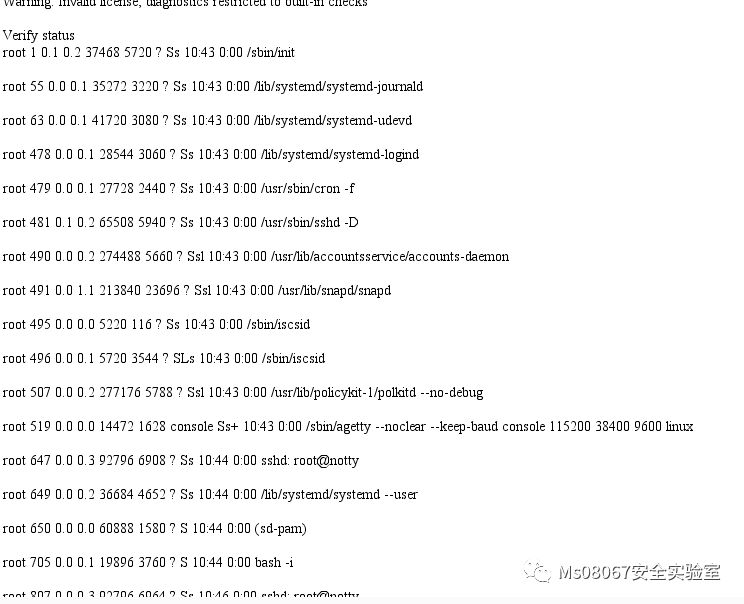 Warning: Invalid license, diagnostics restricted to built-in checks
Verify status
root 1 0.1 0.2 37468 5720 ? Ss 10:43 0:00 /sbin/init
root 55 0.0 0.1 35272 3220 ? Ss 10:43 0:00 /lib/systemd/systemd-journald
root 63 0.0 0.1 41720 3080 ? Ss 10:43 0:00 /lib/systemd/systemd-udevd
root 478 0.0 0.1 28544 3060 ? Ss 10:43 0:00 /lib/systemd/systemd-logind
root 479 0.0 0.1 27728 2440 ? Ss 10:43 0:00 /usr/sbin/cron -f
root 481 0.1 0.2 65508 5940 ? Ss 10:43 0:00 /usr/sbin/sshd -D
root 490 0.0 0.2 274488 5660 ? Ssl 10:43 0:00 /usr/lib/accountsservice/accounts-daemon
root 491 0.0 1.1 213840 23696 ? Ssl 10:43 0:00 /usr/lib/snapd/snapd
root 495 0.0 0.0 5220 116 ? Ss 10:43 0:00 /sbin/iscsid
root 496 0.0 0.1 5720 3544 ? SLs 10:43 0:00 /sbin/iscsid
root 507 0.0 0.2 277176 5788 ? Ssl 10:43 0:00 /usr/lib/policykit-1/polkitd --no-debug
root 519 0.0 0.0 14472 1628 console Ss+ 10:43 0:00 /sbin/agetty --noclear --keep-baud console 115200 38400 9600 linux
root 647 0.0 0.3 92796 6908 ? Ss 10:44 0:00 sshd: root@notty
root 649 0.0 0.2 36684 4652 ? Ss 10:44 0:00 /lib/systemd/systemd --user
root 650 0.0 0.0 60888 1580 ? S 10:44 0:00 (sd-pam)
root 705 0.0 0.1 19896 3760 ? S 10:44 0:00 bash -i
Ms08067安全实验室
root 807 0.0 0.3 92796 6964 ? Ss 10:46 0:00 sshd: root@notty